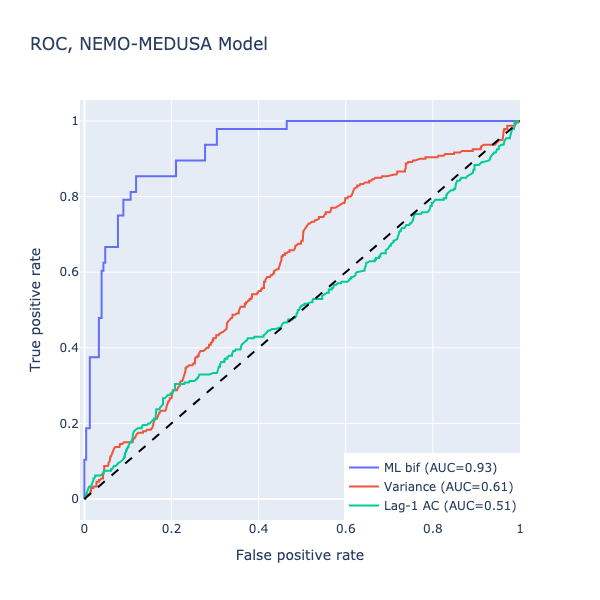 ROC, NEMO-MEDUSA Model
True positive rate
1
0.8
0.6
0.4
0.2
0
0
0.2
0.4
0.6
0.8
1
False positive rate
ML bif (AUC=0.93)
Variance (AUC=0.61)
Lag-1 AC (AUC=0.51)